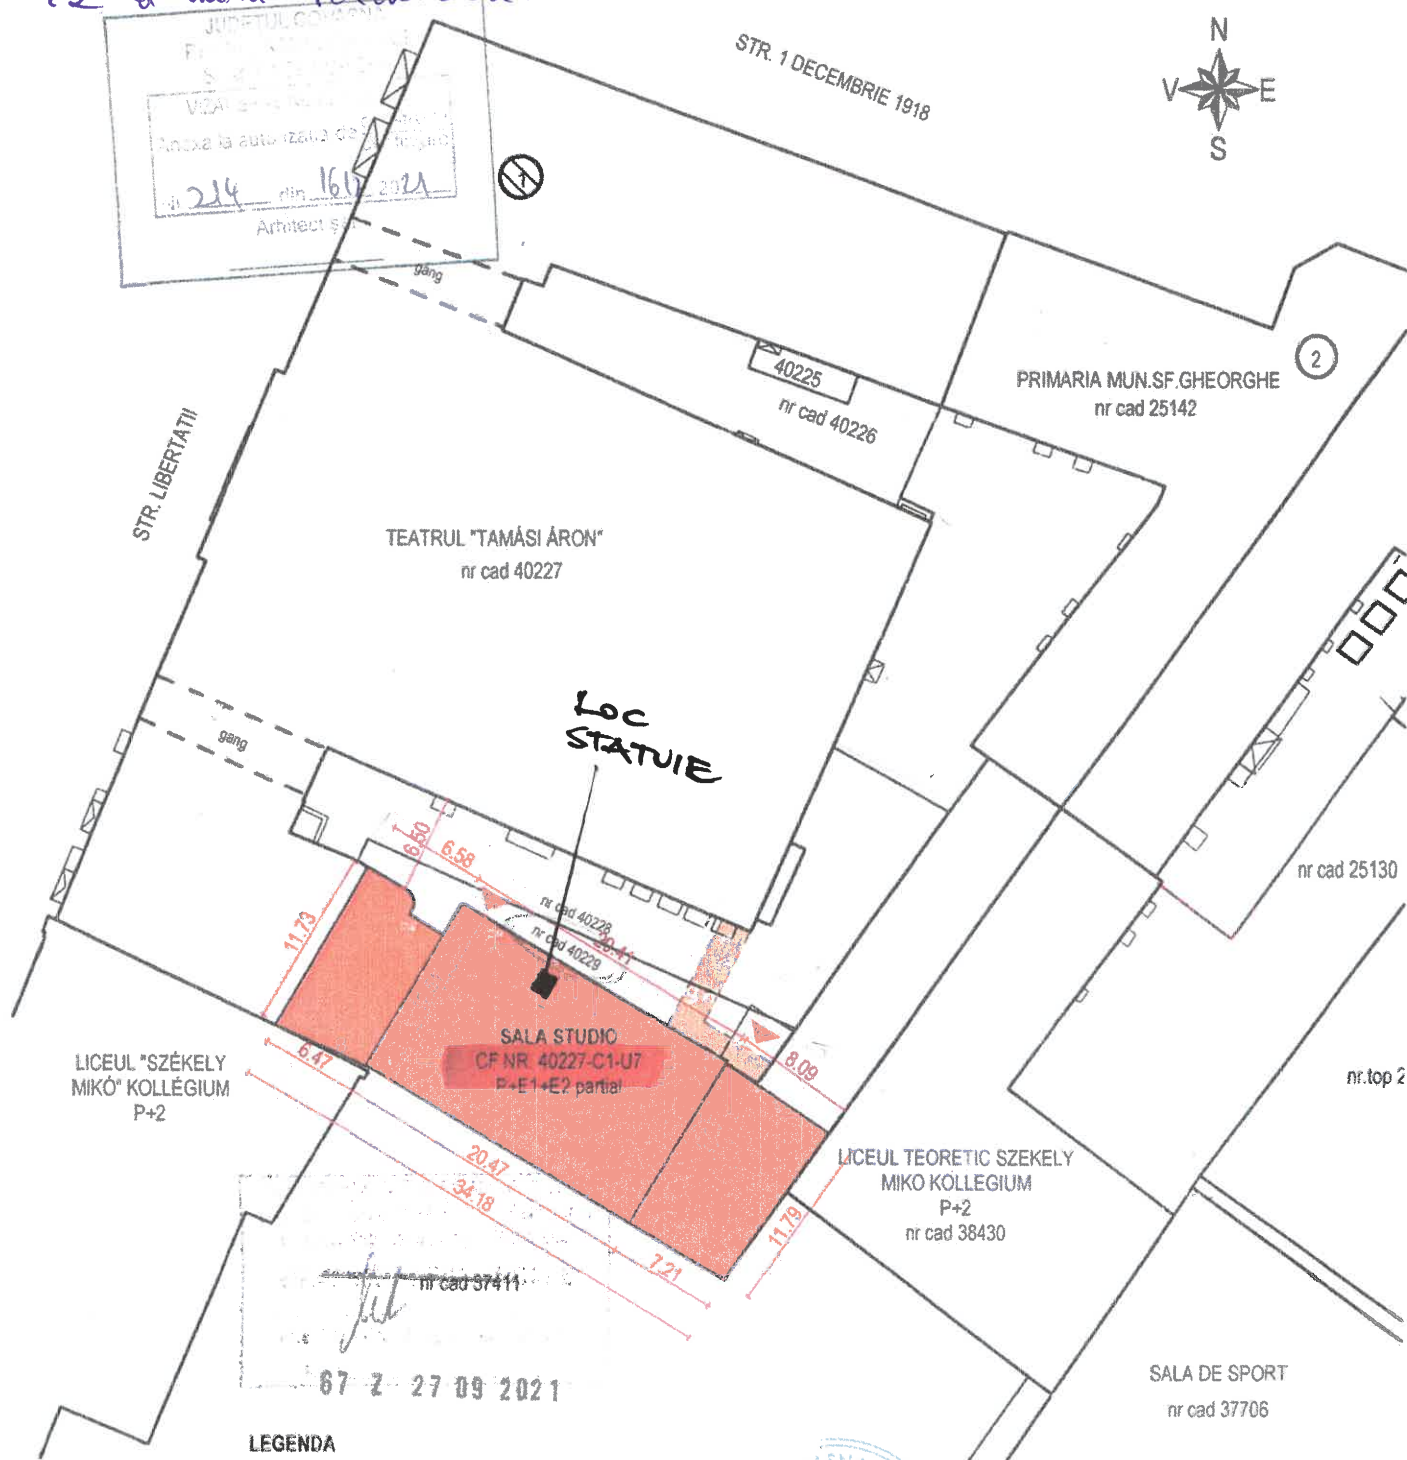 JUDEȚUL COVASNA
Anexa la autorizația de
nr 214 din 16.12 2021
Arhitect șef
STR. 1 DECEMBRIE 1918
N
V E
S
1
gang
40225
nr cad 40226
2
PRIMARIA MUN.SF.GHEORGHE
nr cad 25142
STR. LIBERTATII
TEATRUL "TAMÁSI ÁRON"
nr cad 40227
LOC
STATUIE
gang
6.50
6.58
nr cad 40228
nr cad 40229
20.41
11.73
nr cad 25130
SALA STUDIO
CF NR. 40227-C1-U7
P+E1+E2 partial
6.47
8.09
LICEUL "SZÉKELY
MIKÓ" KOLLÉGIUM
P+2
nr.top 2
20.47
34.18
7.21
11.79
LICEUL TEORETIC SZEKELY
MIKO KOLLEGIUM
P+2
nr cad 38430
nr cad 37411
67 Z 27 09 2021
SALA DE SPORT
nr cad 37706
LEGENDA